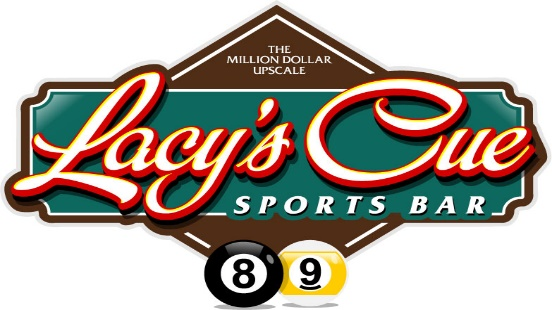 THE
MILLION DOLLAR
UPSCALE
Lacy's Cue
SPORTS BAR
8 9